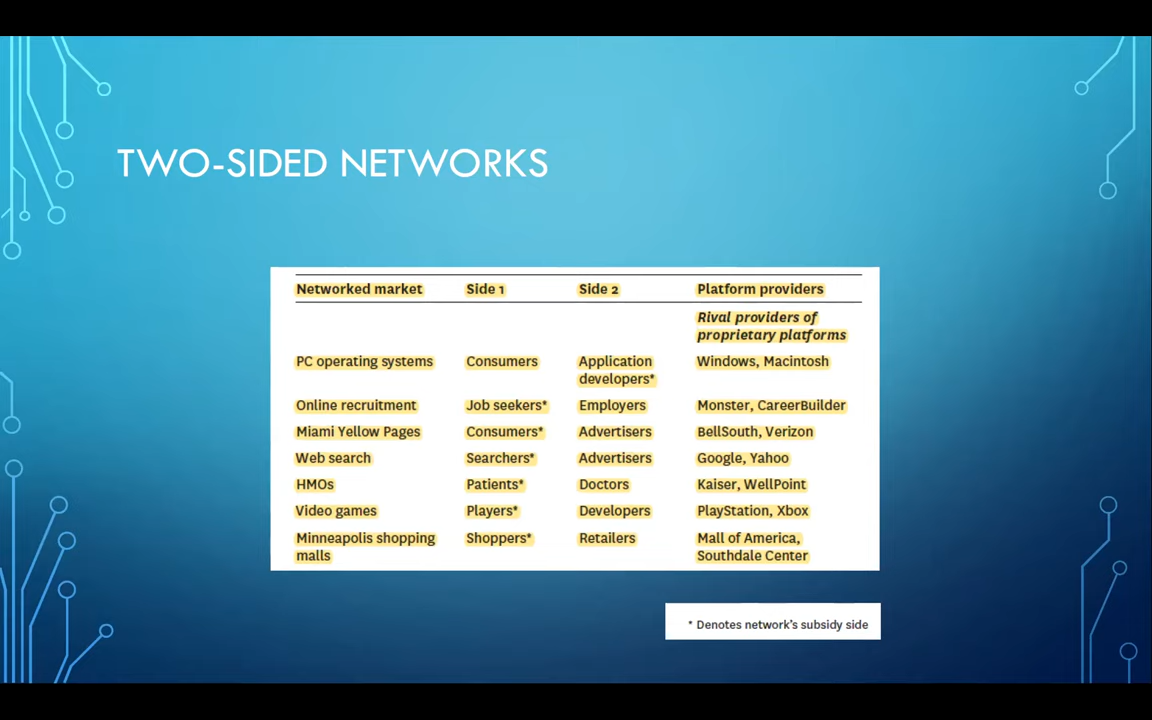 TWO-SIDED NETWORKS
Networked market Side 1 Side 2 Platform providers
Rival providers of
proprietary platforms
PC operating systems Consumers Application Windows, Macintosh
developers*
Online recruitment Job seekers* Employers Monster, CareerBuilder
Miami Yellow Pages Consumers* Advertisers BellSouth, Verizon
Web search Searchers* Advertisers Google, Yahoo
HMOs Patients* Doctors Kaiser, WellPoint
Video games Players* Developers PlayStation, Xbox
Minneapolis shopping Shoppers* Retailers Mall of America,
malls Southdale Center
* Denotes network's subsidy side